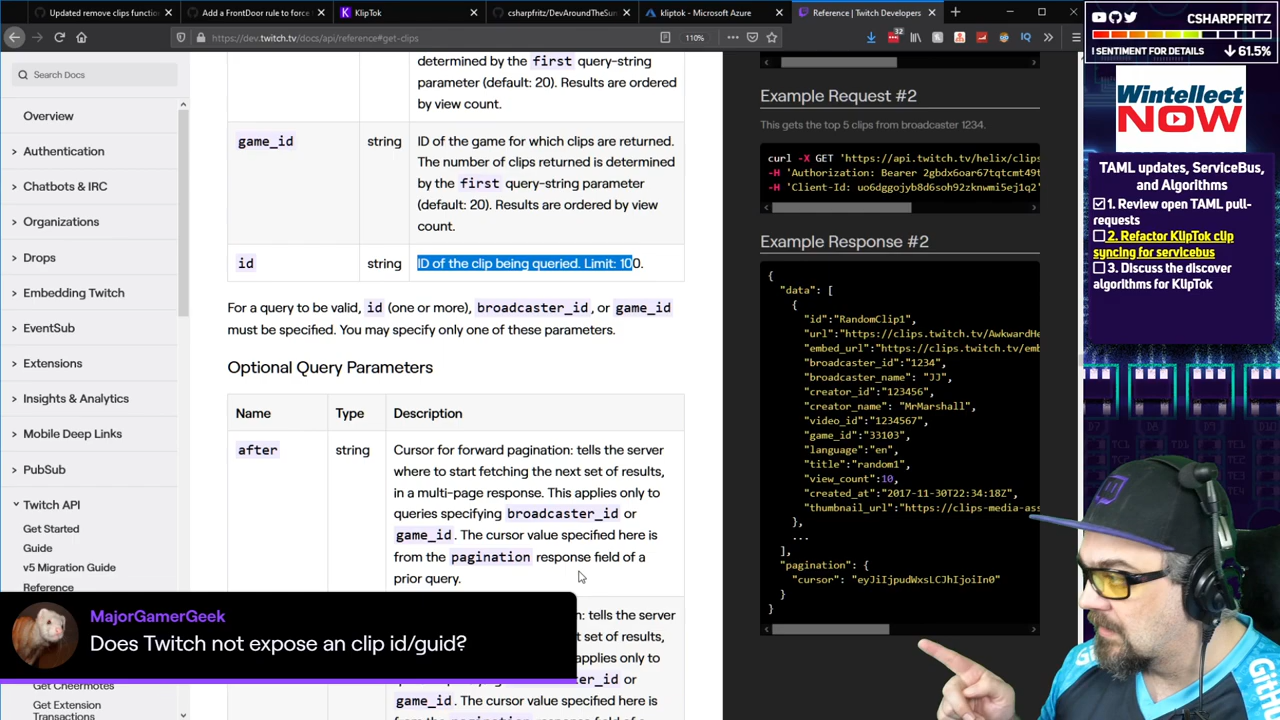 Updated remove clips functio
Add a FrontDoor rule to force
KlipTok
csharpfritz/DevAroundTheSun
kliptok - Microsoft Azure
Reference | Twitch Developers
https://dev.twitch.tv/docs/api/reference#get-clips
110%
32
IQ
CSHARPFRITZ
! SENTIMENT FOR DETAILS
61.5%
Wintellect
NOW
TAML updates, ServiceBus,
and Algorithms
1. Review open TAML pull-
requests
2. Refactor KlipTok clip
syncing for servicebus
3. Discuss the discover
algorithms for KlipTok
Search Docs
Overview
Authentication
Chatbots & IRC
Organizations
Drops
Embedding Twitch
EventSub
Extensions
Insights & Analytics
Mobile Deep Links
PubSub
Twitch API
Get Started
Guide
v5 Migration Guide
Reference
Get Cheermotes
Get Extension
Transactions
determined by the first query-string
parameter (default: 20). Results are ordered
by view count.
game_id
string
ID of the game for which clips are returned.
The number of clips returned is determined
by the first query-string parameter
(default: 20). Results are ordered by view
count.
id
string
ID of the clip being queried. Limit: 100.
For a query to be valid, id (one or more), broadcaster_id, or game_id
must be specified. You may specify only one of these parameters.
Optional Query Parameters
Name
Type
Description
after
string
Cursor for forward pagination: tells the server
where to start fetching the next set of results,
in a multi-page response. This applies only to
queries specifying broadcaster_id or
game_id. The cursor value specified here is
from the pagination response field of a
prior query.
n: tells the server
set of results,
applies only to
ter_id or
game_id. The cursor value specified here is
Example Request #2
This gets the top 5 clips from broadcaster 1234.
curl -X GET 'https://api.twitch.tv/helix/clips
-H 'Authorization: Bearer 2gbdx6oar67tqtcmt49t
-H 'Client-Id: uo6dggojyb8d6soh92zknwmi5ej1q2'
Example Response #2
{
"data": [
{
"id":"RandomClip1",
"url":"https://clips.twitch.tv/AwkwardHe
"embed_url":"https://clips.twitch.tv/emb
"broadcaster_id":"1234",
"broadcaster_name": "JJ",
"creator_id":"123456",
"creator_name": "MrMarshall",
"video_id":"1234567",
"game_id":"33103",
"language":"en",
"title":"random1",
"view_count":10,
"created_at":"2017-11-30T22:34:18Z",
"thumbnail_url":"https://clips-media-ass
},
...
],
"pagination": {
"cursor": "eyJiIjpudWxsLCJhIjoiIn0"
}
}
MajorGamerGeek
Does Twitch not expose an clip id/guid?